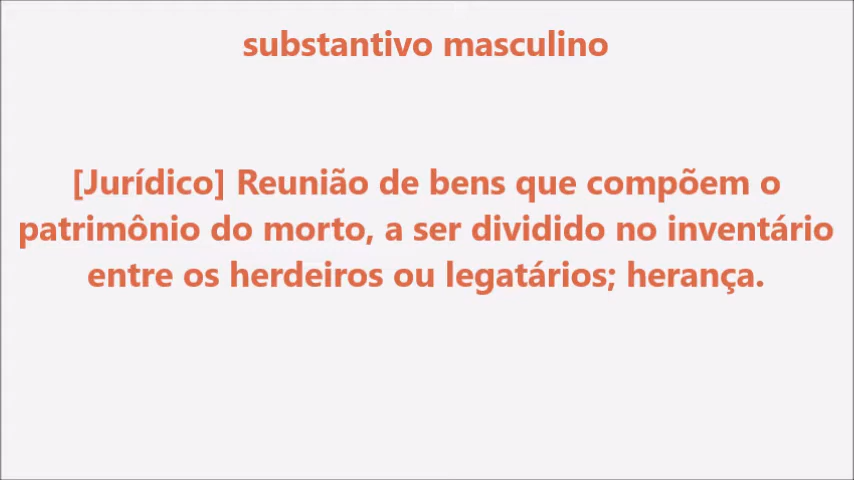 substantivo masculino
[Jurídico] Reunião de bens que compõem o
patrimônio do morto, a ser dividido no inventário
entre os herdeiros ou legatários; herança.